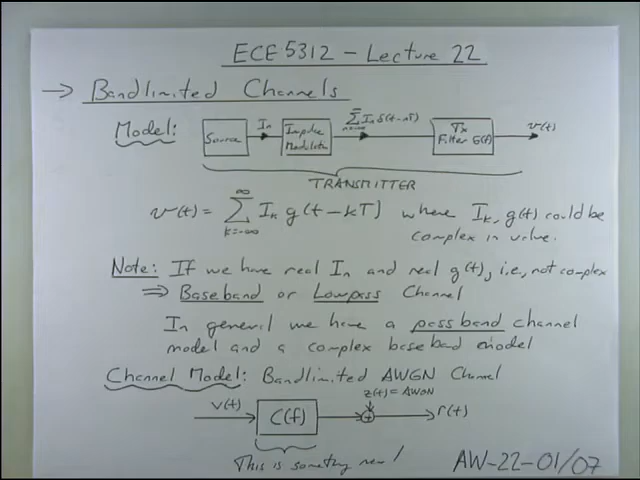 ECE 5312 - Lecture 22
→ Bandlimited Channels
Model: Source In Impulse Modulator ∑ n=-∞ ∞ In δ(t-nT) Tx Filter G(f) v(t)
TRANSMITTER
v(t) = ∑ k=-∞ ∞ Ik g(t-kT) where Ik, g(t) could be
complex in value.
Note: If we have real In and real g(t), i.e., not complex
⇒ Baseband or Lowpass Channel
In general we have a passband channel
model and a complex baseband model
Channel Model: Bandlimited AWGN Channel
z(t) = AWGN
v(t) C(f) + r(t)
This is something new!
AW-22-01/07